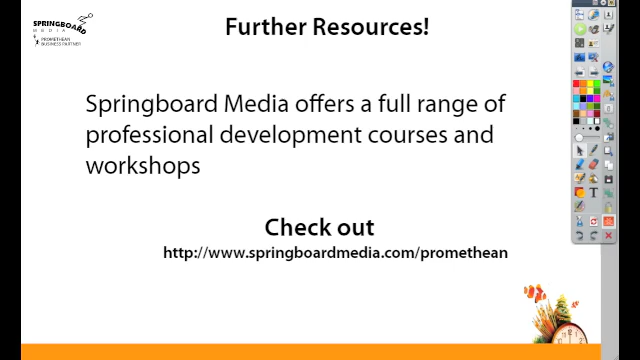 SPRINGBOARD
MEDIA
PROMETHEAN
BUSINESS PARTNER
Further Resources!
Springboard Media offers a full range of
professional development courses and
workshops
Check out
http://www.springboardmedia.com/promethean